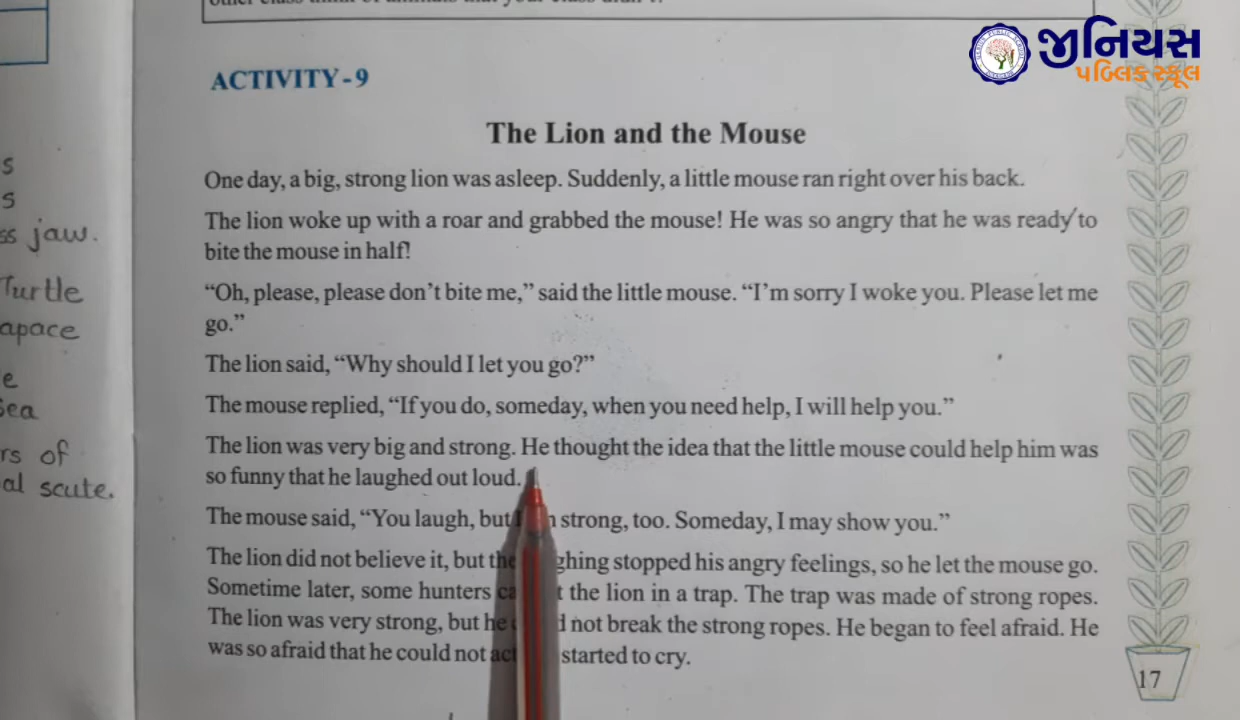 જીનિયસ
પબ્લિક સ્કૂલ
ACTIVITY - 9
The Lion and the Mouse
One day, a big, strong lion was asleep. Suddenly, a little mouse ran right over his back.
The lion woke up with a roar and grabbed the mouse! He was so angry that he was ready to
bite the mouse in half!
“Oh, please, please don’t bite me,” said the little mouse. “I’m sorry I woke you. Please let me
go.”
The lion said, “Why should I let you go?”
The mouse replied, “If you do, someday, when you need help, I will help you.”
The lion was very big and strong. He thought the idea that the little mouse could help him was
so funny that he laughed out loud.
The mouse said, “You laugh, but strong, too. Someday, I may show you.”
The lion did not believe it, but stopped his angry feelings, so he let the mouse go.
Sometime later, some hunters the lion in a trap. The trap was made of strong ropes.
The lion was very strong, but he not break the strong ropes. He began to feel afraid. He
was so afraid that he could not started to cry.
17
s
s
ss jaw.
Turtle
apace
e
sea
rs of
al scute.